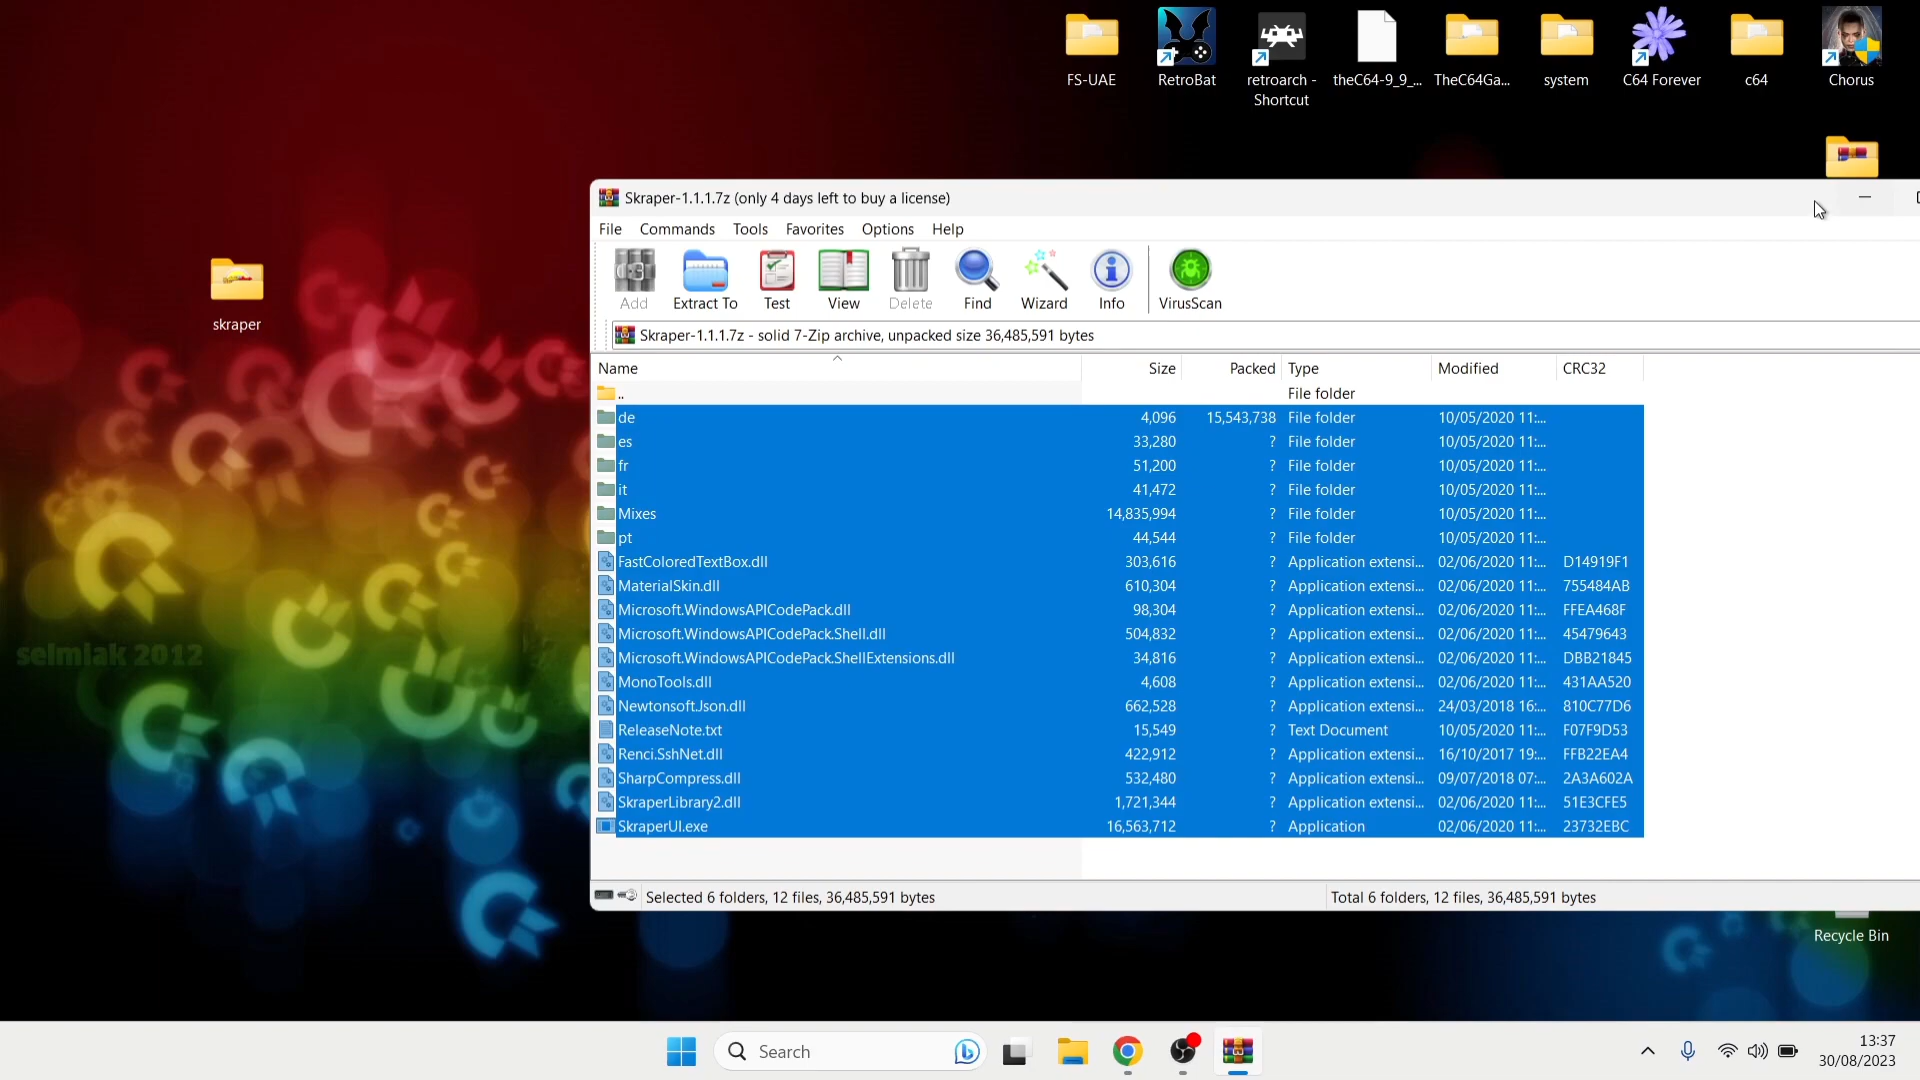 FS-UAE
RetroBat
retroarch -
Shortcut
theC64-9_9_...
TheC64Ga...
system
C64 Forever
c64
Chorus
skraper
selmiak 2012
Skraper-1.1.1.7z (only 4 days left to buy a license)
File Commands Tools Favorites Options Help
Add Extract To Test View Delete Find Wizard Info VirusScan
Skraper-1.1.1.7z - solid 7-Zip archive, unpacked size 36,485,591 bytes
Name Size Packed Type Modified CRC32
.. File folder
de 4,096 15,543,738 File folder 10/05/2020 11:...
es 33,280 ? File folder 10/05/2020 11:...
fr 51,200 ? File folder 10/05/2020 11:...
it 41,472 ? File folder 10/05/2020 11:...
Mixes 14,835,994 ? File folder 10/05/2020 11:...
pt 44,544 ? File folder 10/05/2020 11:...
FastColoredTextBox.dll 303,616 ? Application extensi... 02/06/2020 11:... D14919F1
MaterialSkin.dll 610,304 ? Application extensi... 02/06/2020 11:... 755484AB
Microsoft.WindowsAPICodePack.dll 98,304 ? Application extensi... 02/06/2020 11:... FFEA468F
Microsoft.WindowsAPICodePack.Shell.dll 504,832 ? Application extensi... 02/06/2020 11:... 45479643
Microsoft.WindowsAPICodePack.ShellExtensions.dll 34,816 ? Application extensi... 02/06/2020 11:... DBB21845
MonoTools.dll 4,608 ? Application extensi... 02/06/2020 11:... 431AA520
Newtonsoft.Json.dll 662,528 ? Application extensi... 24/03/2018 16:... 810C77D6
ReleaseNote.txt 15,549 ? Text Document 10/05/2020 11:... F07F9D53
Renci.SshNet.dll 422,912 ? Application extensi... 16/10/2017 19:... FFB22EA4
SharpCompress.dll 532,480 ? Application extensi... 09/07/2018 07:... 2A3A602A
SkraperLibrary2.dll 1,721,344 ? Application extensi... 02/06/2020 11:... 51E3CFE5
SkraperUI.exe 16,563,712 ? Application 02/06/2020 11:... 23732EBC
Selected 6 folders, 12 files, 36,485,591 bytes
Total 6 folders, 12 files, 36,485,591 bytes
Recycle Bin
Search
13:37
30/08/2023